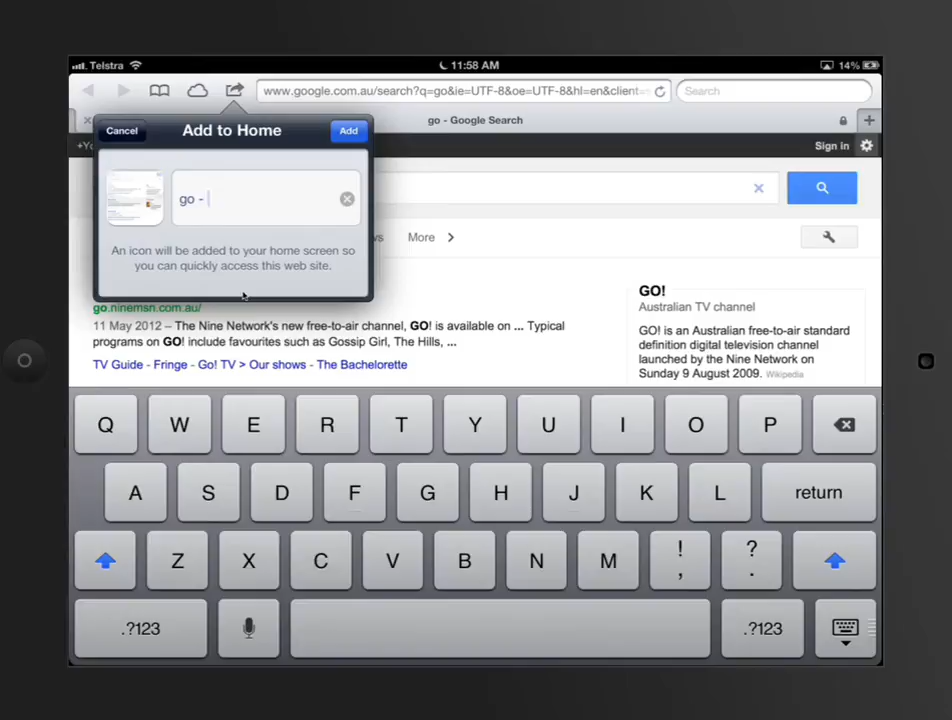 Telstra
11:58 AM
14%
www.google.com.au/search?q=go&ie=UTF-8&oe=UTF-8&hl=en&client=
Search
go - Google Search
+Yo
Sign in
Cancel
Add to Home
Add
go -
An icon will be added to your home screen so
you can quickly access this web site.
More
go.ninemsn.com.au/
11 May 2012 – The Nine Network's new free-to-air channel, GO! is available on ... Typical
programs on GO! include favourites such as Gossip Girl, The Hills, ...
TV Guide - Fringe - Go! TV > Our shows - The Bachelorette
GO!
Australian TV channel
GO! is an Australian free-to-air standard
definition digital television channel
launched by the Nine Network on
Sunday 9 August 2009. Wikipedia
Q W E R T Y U I O P
A S D F G H J K L return
Z X C V B N M ! , ? .
.?123 .?123